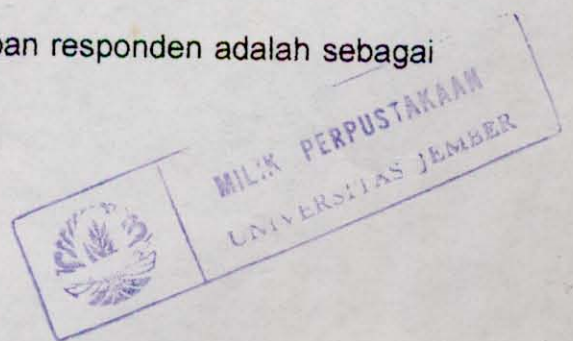 responden adalah sebagai
MILIK PERPUSTAKAAN
UNIVERSITAS JEMBER